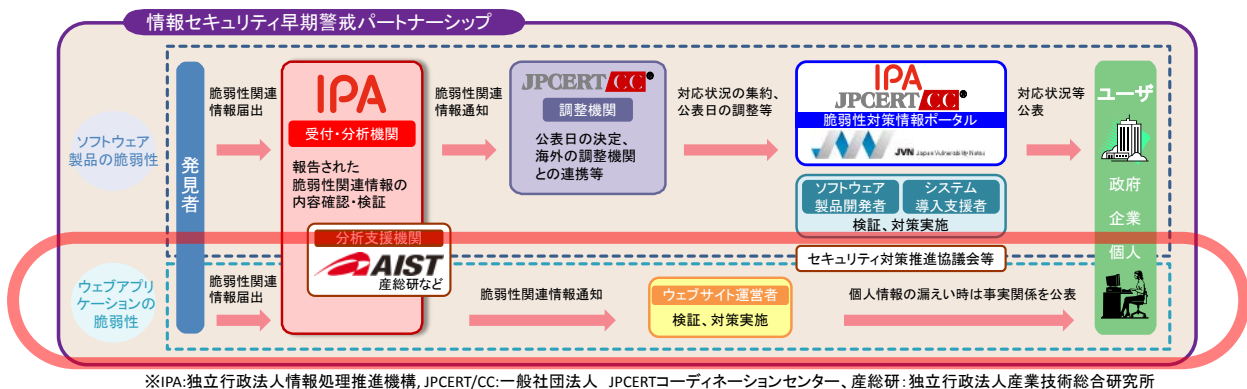 情報セキュリティ早期警戒パートナーシップ
ソフトウェア
製品の脆弱性
発見者
脆弱性関連
情報届出
IPA
受付・分析機関
報告された
脆弱性関連情報の
内容確認・検証
脆弱性関連
情報通知
JPCERT CC®
調整機関
公表日の決定、
海外の調整機関
との連携等
対応状況の集約、
公表日の調整等
IPA
JPCERT CC®
脆弱性対策情報ポータル
JVN Japan Vulnerability Notes
ソフトウェア
製品開発者
システム
導入支援者
検証、対策実施
セキュリティ対策推進協議会等
対応状況等
公表
ユーザ
政府
企業
個人
分析支援機関
AIST
産総研など
ウェブアプリ
ケーションの
脆弱性
脆弱性関連
情報届出
脆弱性関連情報通知
ウェブサイト運営者
検証、対策実施
個人情報の漏えい時は事実関係を公表
※IPA:独立行政法人情報処理推進機構, JPCERT/CC:一般社団法人 JPCERTコーディネーションセンター、産総研:独立行政法人産業技術総合研究所